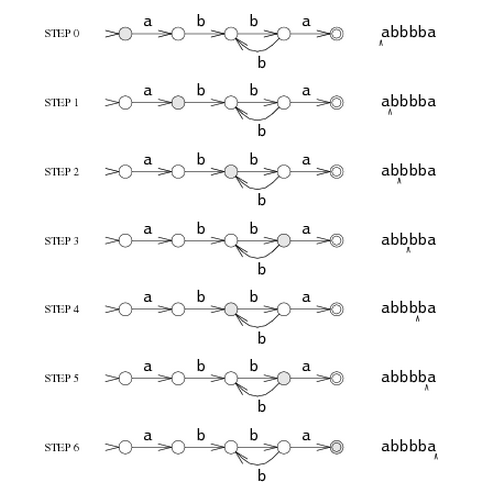 a b b a
STEP 0 abbbba
b
a b b a
STEP 1 abbbba
b
a b b a
STEP 2 abbbba
b
a b b a
STEP 3 abbbba
b
a b b a
STEP 4 abbbba
b
a b b a
STEP 5 abbbba
b
a b b a
STEP 6 abbbba
b